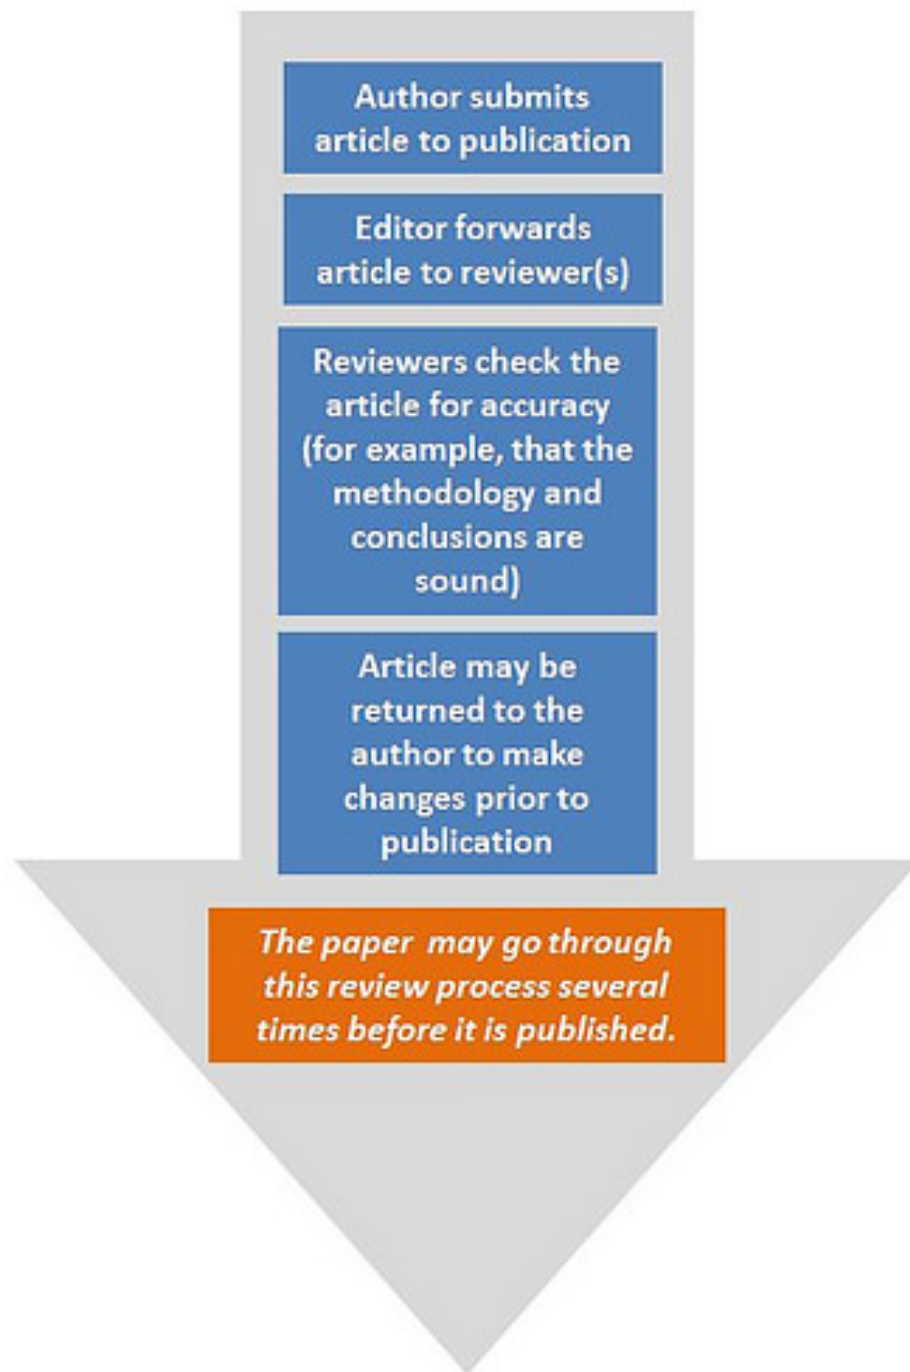 Author submits
article to publication
Editor forwards
article to reviewer(s)
Reviewers check the
article for accuracy
(for example, that the
methodology and
conclusions are
sound)
Article may be
returned to the
author to make
changes prior to
publication
The paper may go through
this review process several
times before it is published.